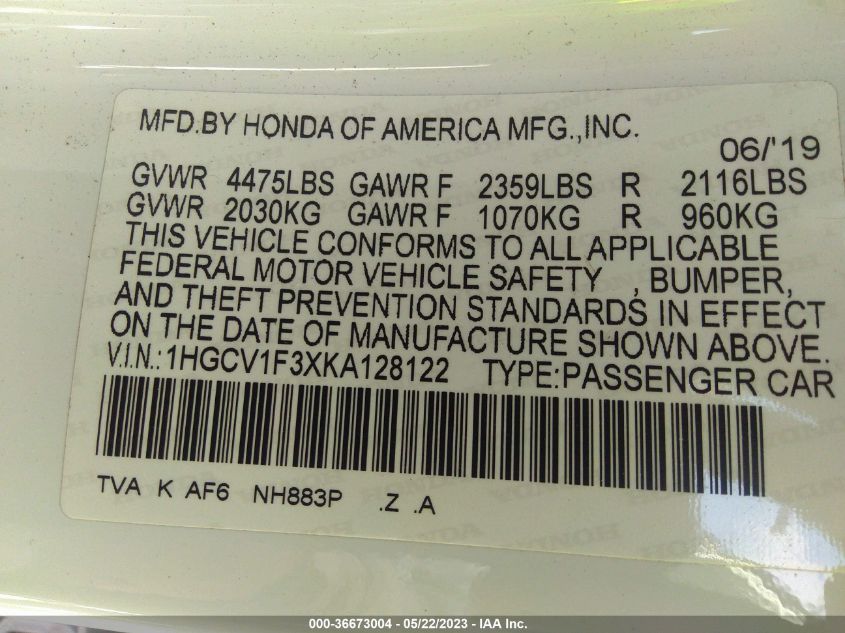 MFD.BY HONDA OF AMERICA MFG.,INC.
06/'19
GVWR 4475LBS GAWR F 2359LBS R 2116LBS
GVWR 2030KG GAWR F 1070KG R 960KG
THIS VEHICLE CONFORMS TO ALL APPLICABLE
FEDERAL MOTOR VEHICLE SAFETY , BUMPER,
AND THEFT PREVENTION STANDARDS IN EFFECT
ON THE DATE OF MANUFACTURE SHOWN ABOVE.
V.I.N.:1HGCV1F3XKA128122 TYPE:PASSENGER CAR
TVA K AF6 NH883P .Z .A
000-36673004 - 05/22/2023 - IAA Inc.